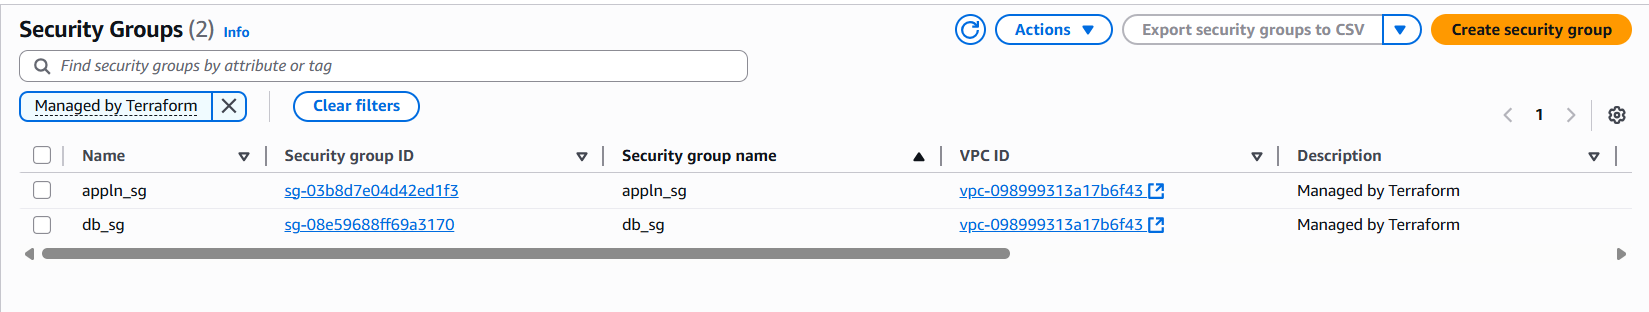 Security Groups (2) Info
Actions
Export security groups to CSV
Create security group
Find security groups by attribute or tag
Managed by Terraform
Clear filters
1
Name Security group ID Security group name VPC ID Description
appln_sg sg-03b8d7e04d42ed1f3 appln_sg vpc-098999313a17b6f43 Managed by Terraform
db_sg sg-08e59688ff69a3170 db_sg vpc-098999313a17b6f43 Managed by Terraform